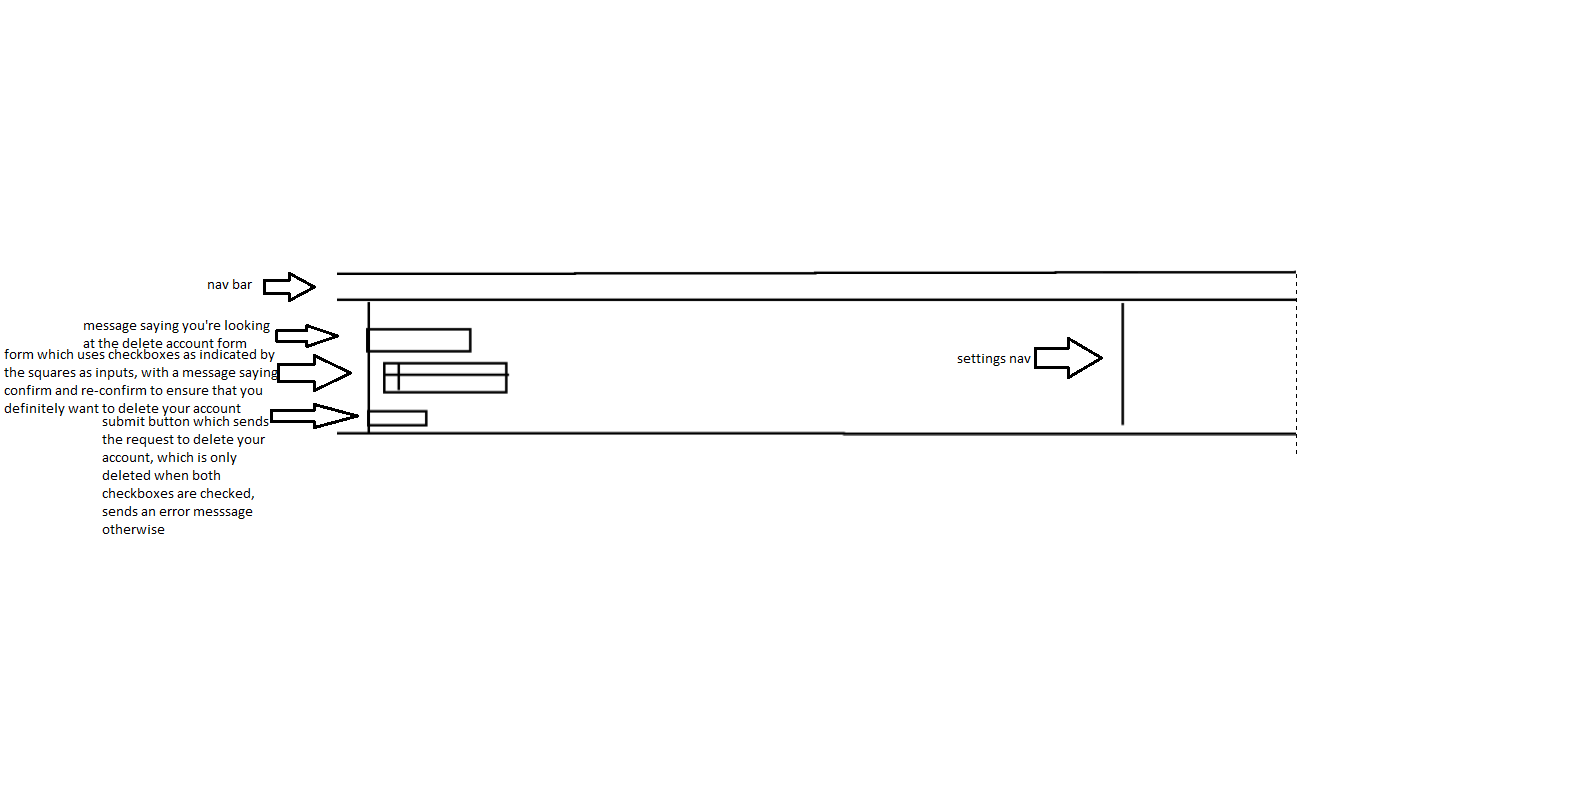 nav bar
message saying you're looking
at the delete account form
form which uses checkboxes as indicated by
the squares as inputs, with a message saying
confirm and re-confirm to ensure that you
definitely want to delete your account
submit button which sends
the request to delete your
account, which is only
deleted when both
checkboxes are checked,
sends an error messsage
otherwise
settings nav